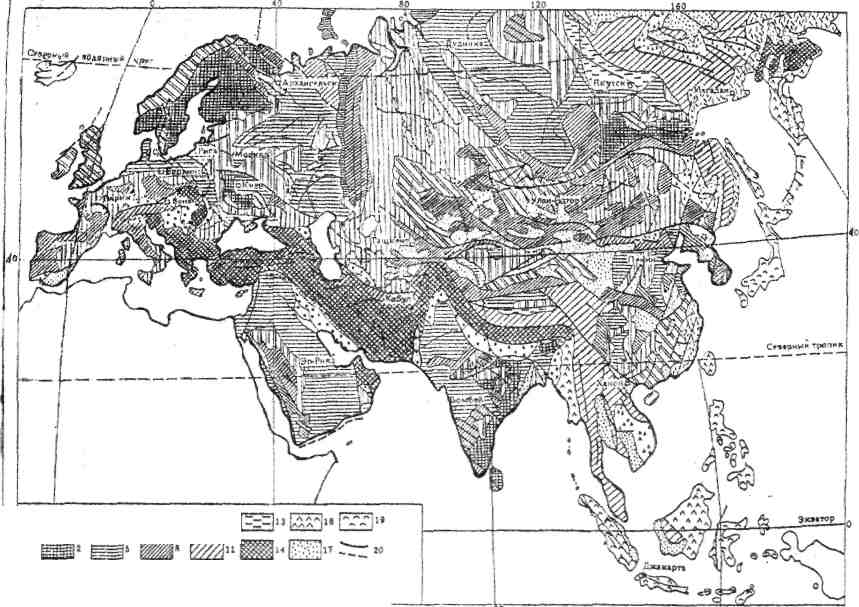 0 40 80 120 160
Северный полярный круг
Дудинка
Архангельск
Якутск
Магадан
Рига
Москва
Берлин
Киев
Париж
Вена
Улан-Батор
40
40
Ташкент
Пекин
Кабул
Северный тропик
Эр-Рияд
Ханой
Бомбей
13 18 19
Экватор
0
2 5 8 11 14 17 20
Джакарта